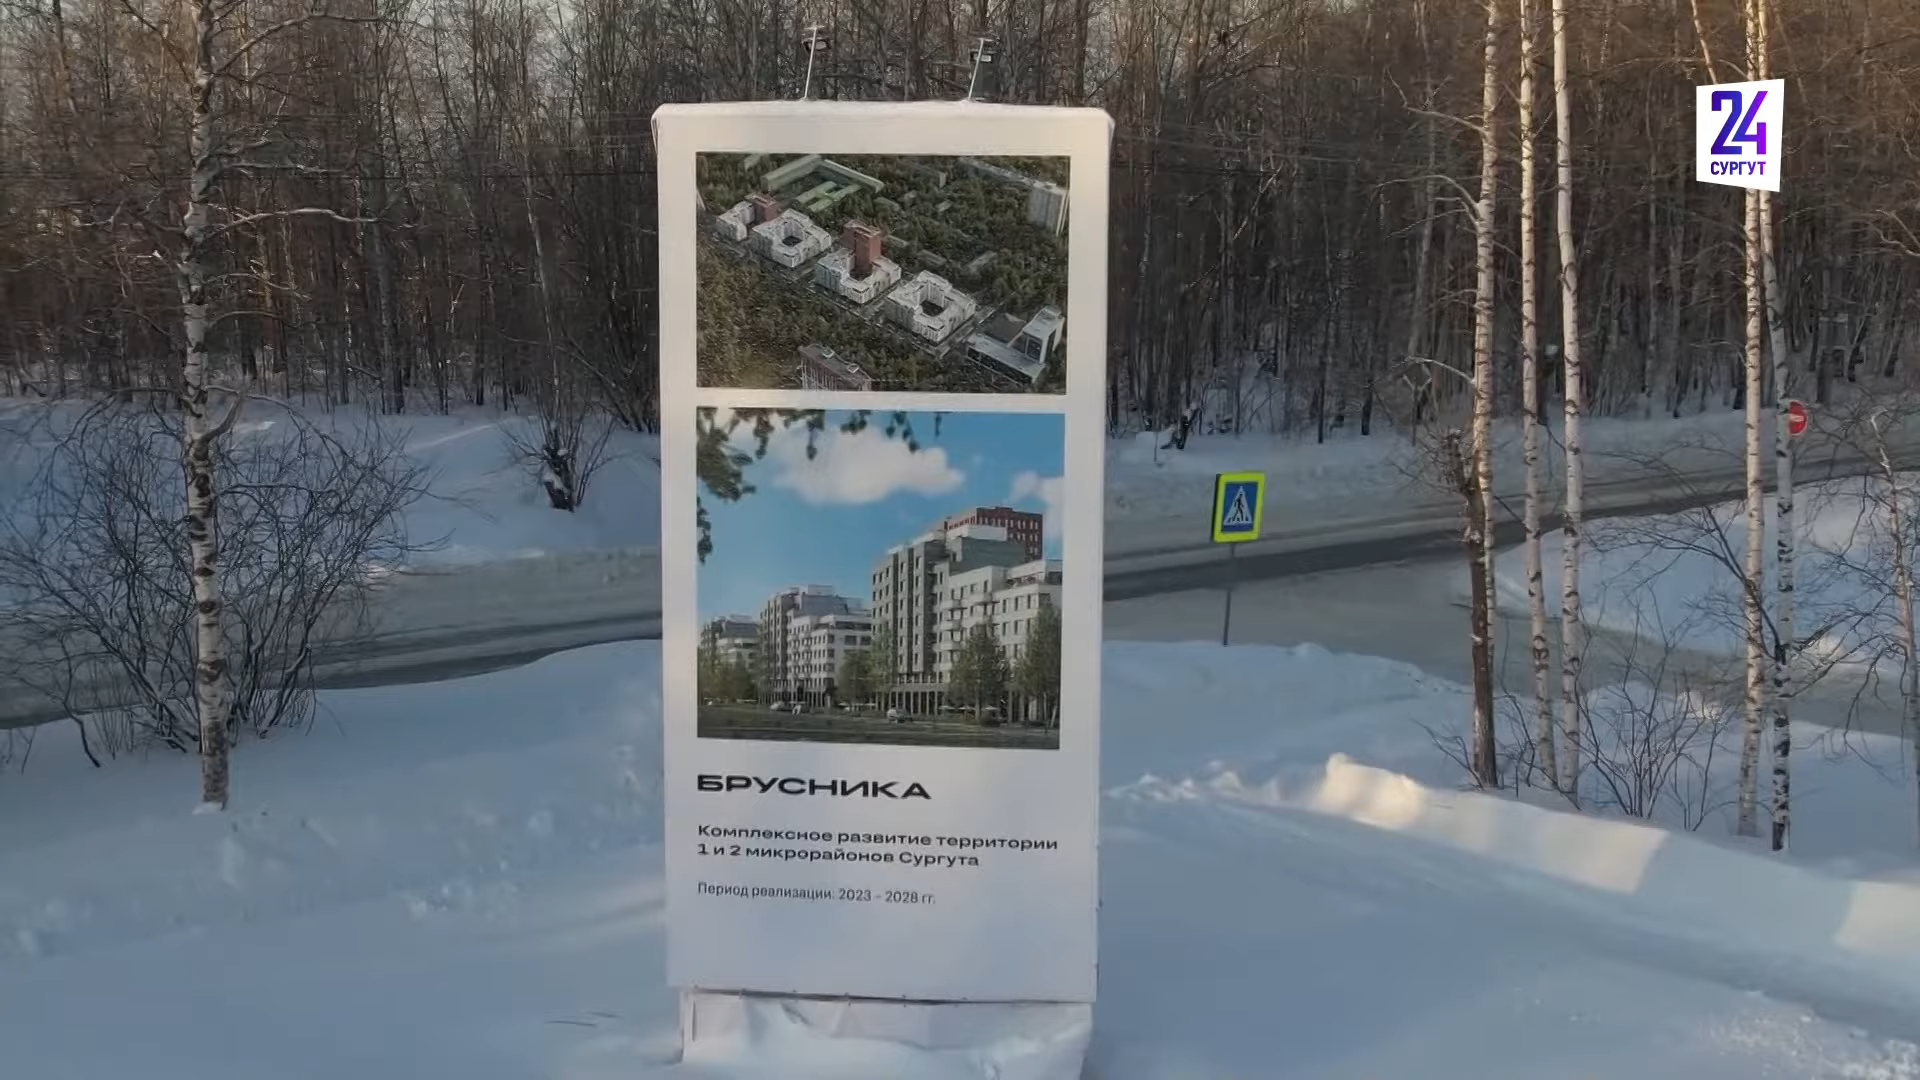 24
СУРГУТ
БРУСНИКА
Комплексное развитие территории
1 и 2 микрорайонов Сургута
Период реализации: 2023 - 2028 гг.